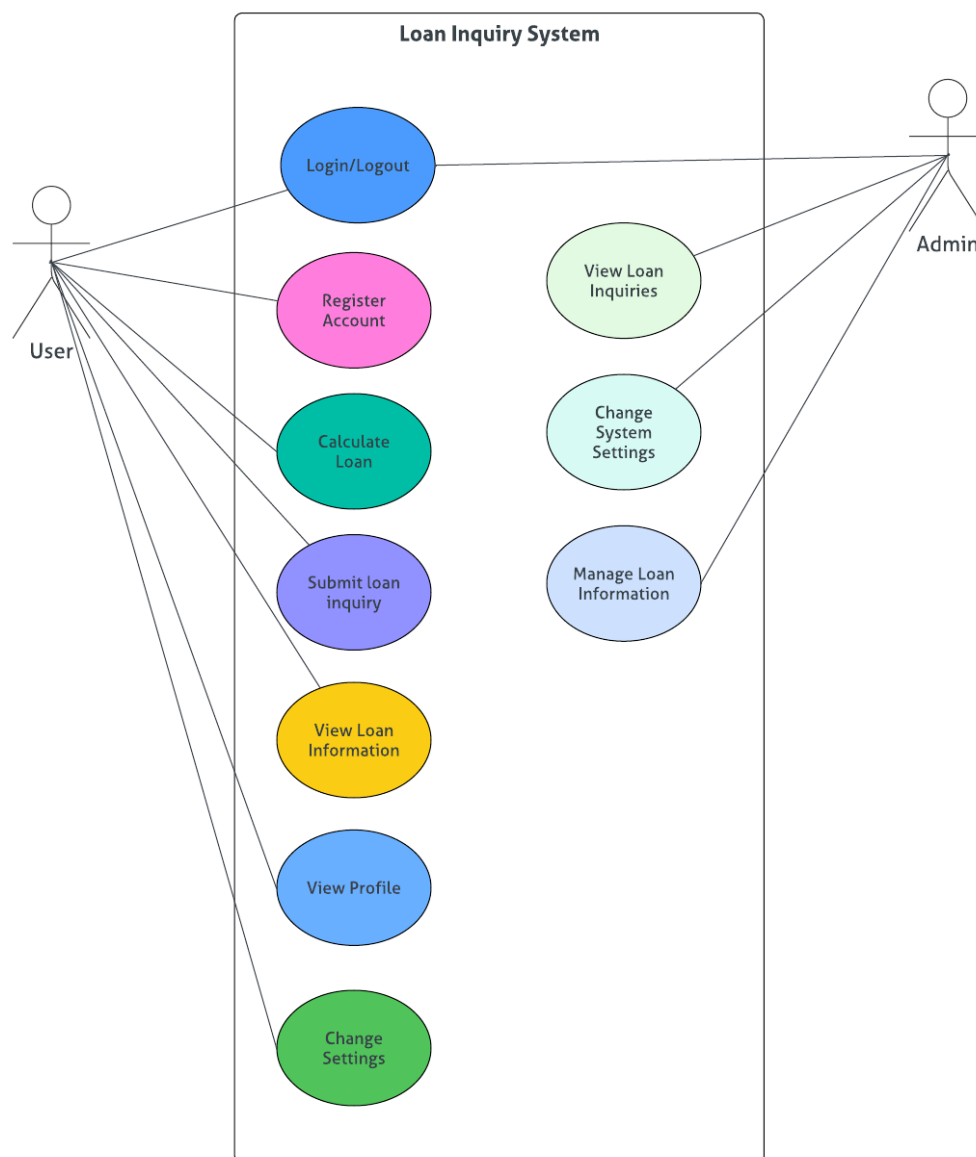 Loan Inquiry System
Login/Logout
User
Admin
Register
Account
Calculate
Loan
Submit loan
inquiry
View Loan
Information
View Profile
Change
Settings
View Loan
Inquiries
Change
System
Settings
Manage Loan
Information